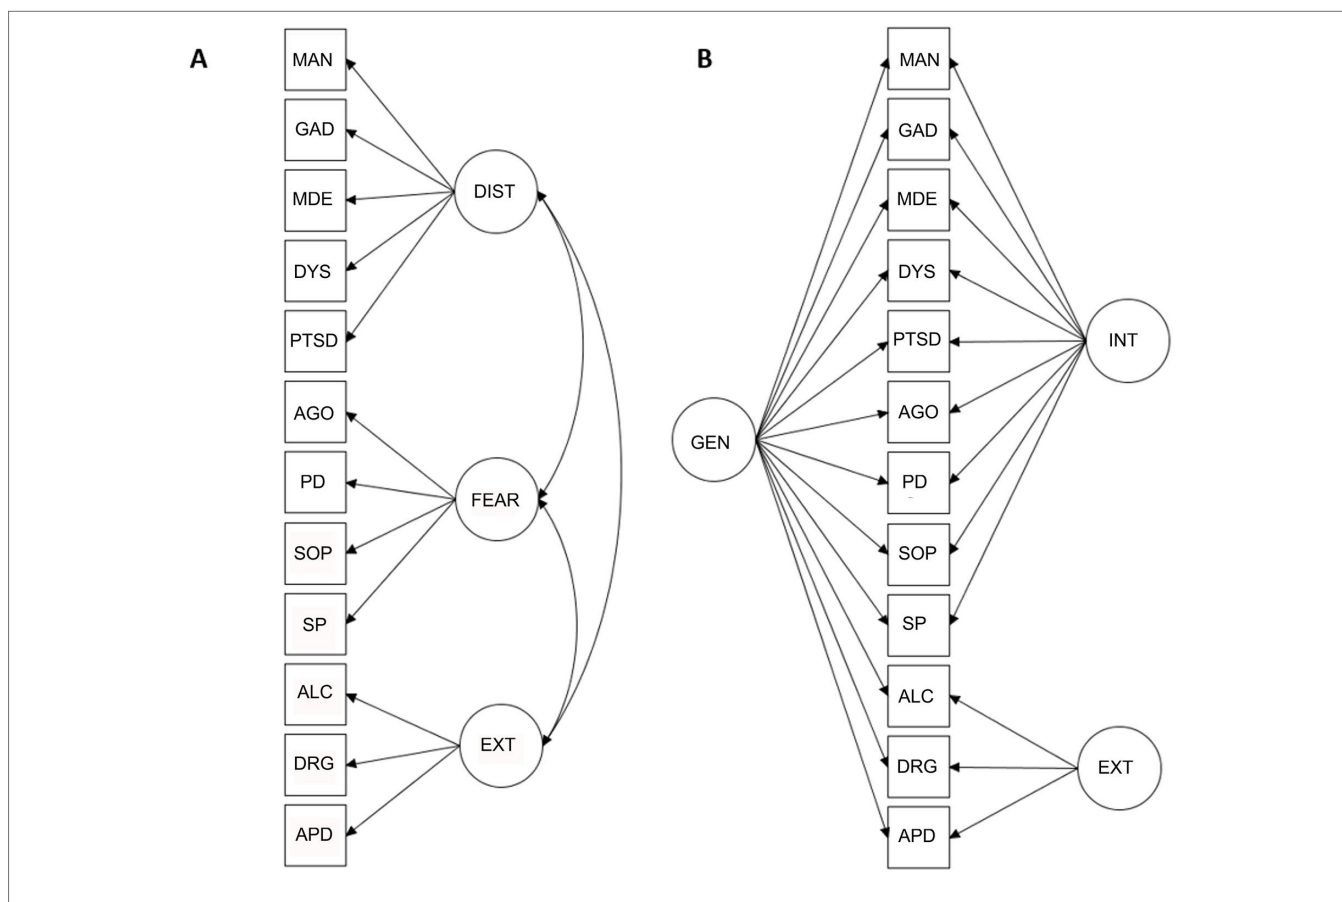 A
MAN
GAD
MDE
DYS
PTSD
AGO
PD
SOP
SP
ALC
DRG
APD
DIST
FEAR
EXT
B
GEN
MAN
GAD
MDE
DYS
PTSD
AGO
PD
SOP
SP
ALC
DRG
APD
INT
EXT